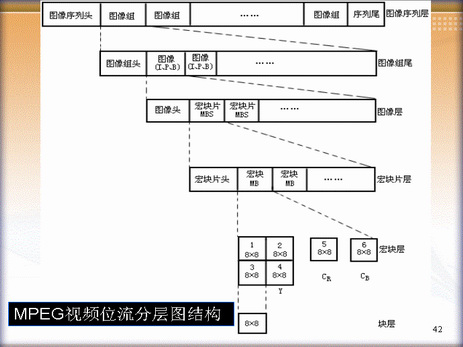 图像序列头 图像组 图像组 …… 图像组 序列尾 图像序列层
图像组头 图像 (I,P,B) 图像 (I,P,B) …… 图像组尾
图像头 宏块片 MBS 宏块片 MBS …… 图像层
宏块片头 宏块 MB 宏块 MB …… 宏块片层
1 8×8 2 8×8 5 8×8 6 8×8 宏块层
3 8×8 4 8×8
Y CR CB
MPEG视频位流分层图结构
8×8 块层
42